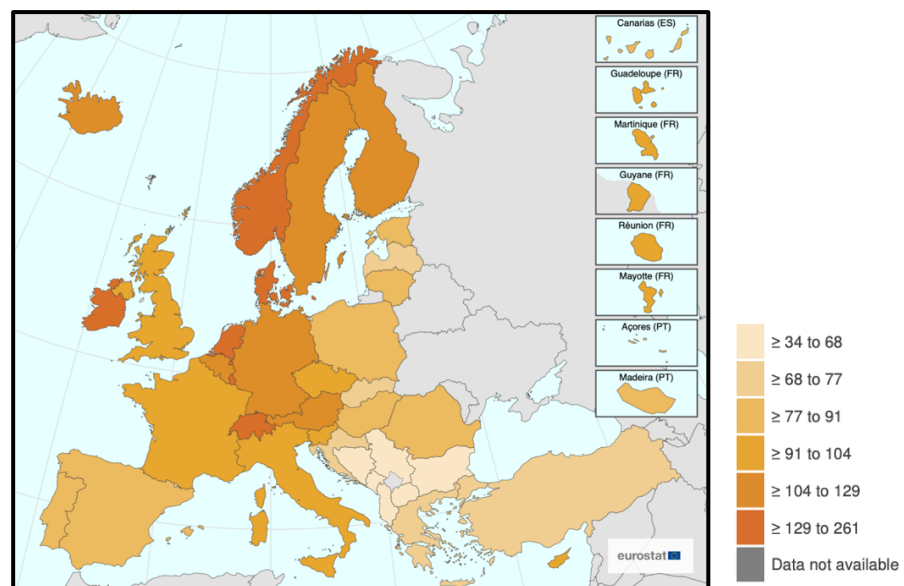 Canarias (ES)
Guadeloupe (FR)
Martinique (FR)
Guyane (FR)
Réunion (FR)
Mayotte (FR)
Açores (PT)
Madeira (PT)
eurostat
≥ 34 to 68
≥ 68 to 77
≥ 77 to 91
≥ 91 to 104
≥ 104 to 129
≥ 129 to 261
Data not available